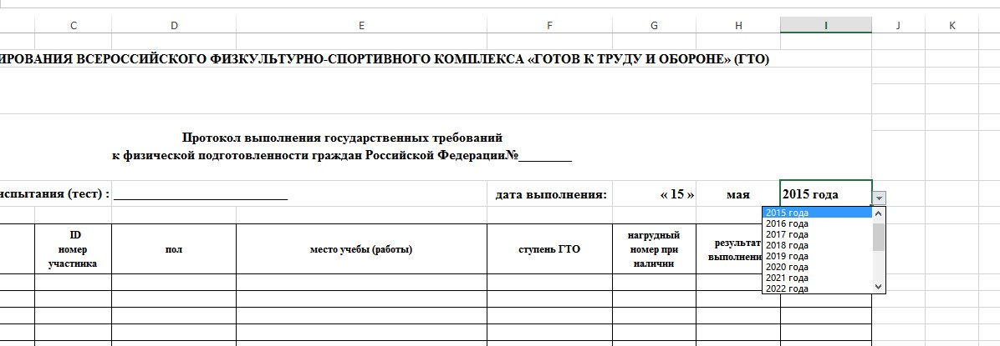 C D E F G H I J K
ИРОВАНИЯ ВСЕРОССИЙСКОГО ФИЗКУЛЬТУРНО-СПОРТИВНОГО КОМПЛЕКСА «ГОТОВ К ТРУДУ И ОБОРОНЕ» (ГТО)
Протокол выполнения государственных требований
к физической подготовленности граждан Российской Федерации№________
испытания (тест) : ____________________________ дата выполнения: « 15 » мая 2015 года
ID
номер
участника
пол
место учебы (работы)
ступень ГТО
нагрудный
номер при
наличии
результат
выполнени
2015 года
2016 года
2017 года
2018 года
2019 года
2020 года
2021 года
2022 года